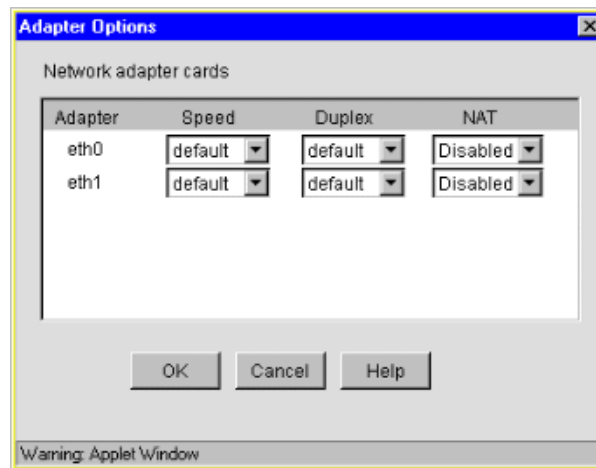 Adapter Options
Network adapter cards
Adapter Speed Duplex NAT
eth0 default default Disabled
eth1 default default Disabled
OK Cancel Help
Warning: Applet Window